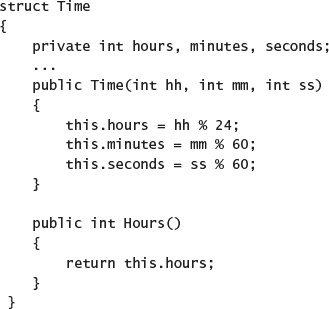 struct Time
{
    private int hours, minutes, seconds;
    ...
    public Time(int hh, int mm, int ss)
    {
        this.hours = hh % 24;
        this.minutes = mm % 60;
        this.seconds = ss % 60;
    }

    public int Hours()
    {
        return this.hours;
    }
}